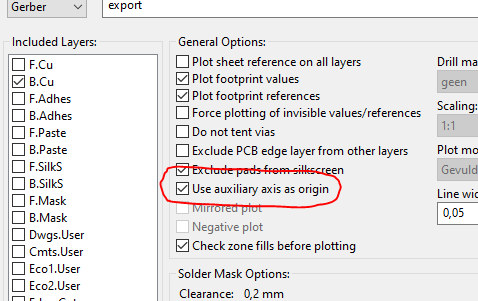 Gerber
export
Included Layers:
F.Cu
B.Cu
F.Adhes
B.Adhes
F.Paste
B.Paste
F.SilkS
B.SilkS
F.Mask
B.Mask
Dwgs.User
Cmts.User
Eco1.User
Eco2.User
General Options:
Plot sheet reference on all layers
Plot footprint values
Plot footprint references
Force plotting of invisible values/references
Do not tent vias
Exclude PCB edge layer from other layers
Exclude pads from silkscreen
Use auxiliary axis as origin
Mirrored plot
Negative plot
Check zone fills before plotting
Drill ma
geen
Scaling:
1:1
Plot mo
Gevuld
Line wid
0,05
Solder Mask Options:
Clearance: 0,2 mm